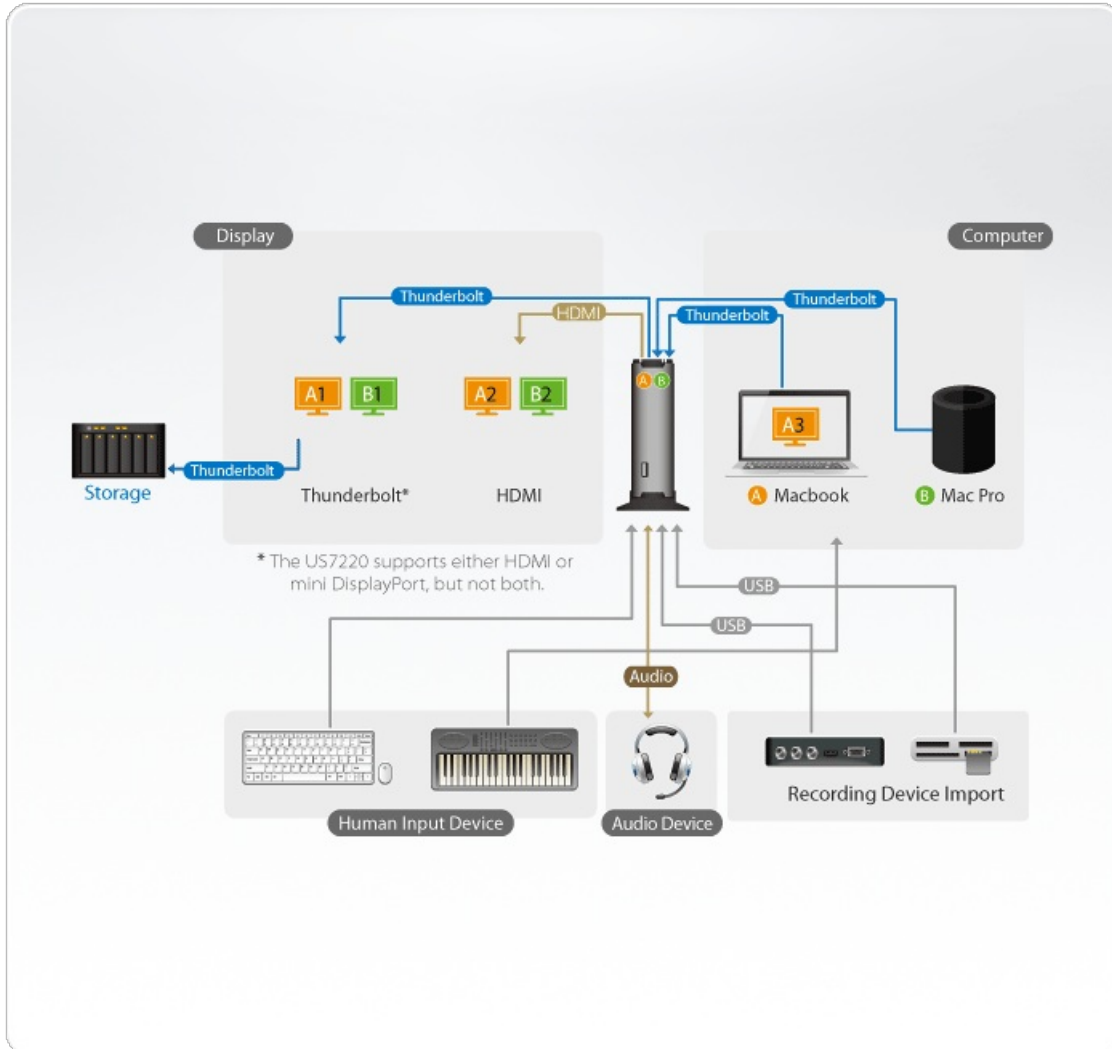 Display
Computer
Thunderbolt
Thunderbolt
HDMI
Thunderbolt
A B
A1 B1 A2 B2
A3
Thunderbolt
Storage
Thunderbolt*
HDMI
A Macbook
B Mac Pro
* The US7220 supports either HDMI or
mini DisplayPort, but not both.
USB
USB
Audio
Recording Device Import
Human Input Device
Audio Device